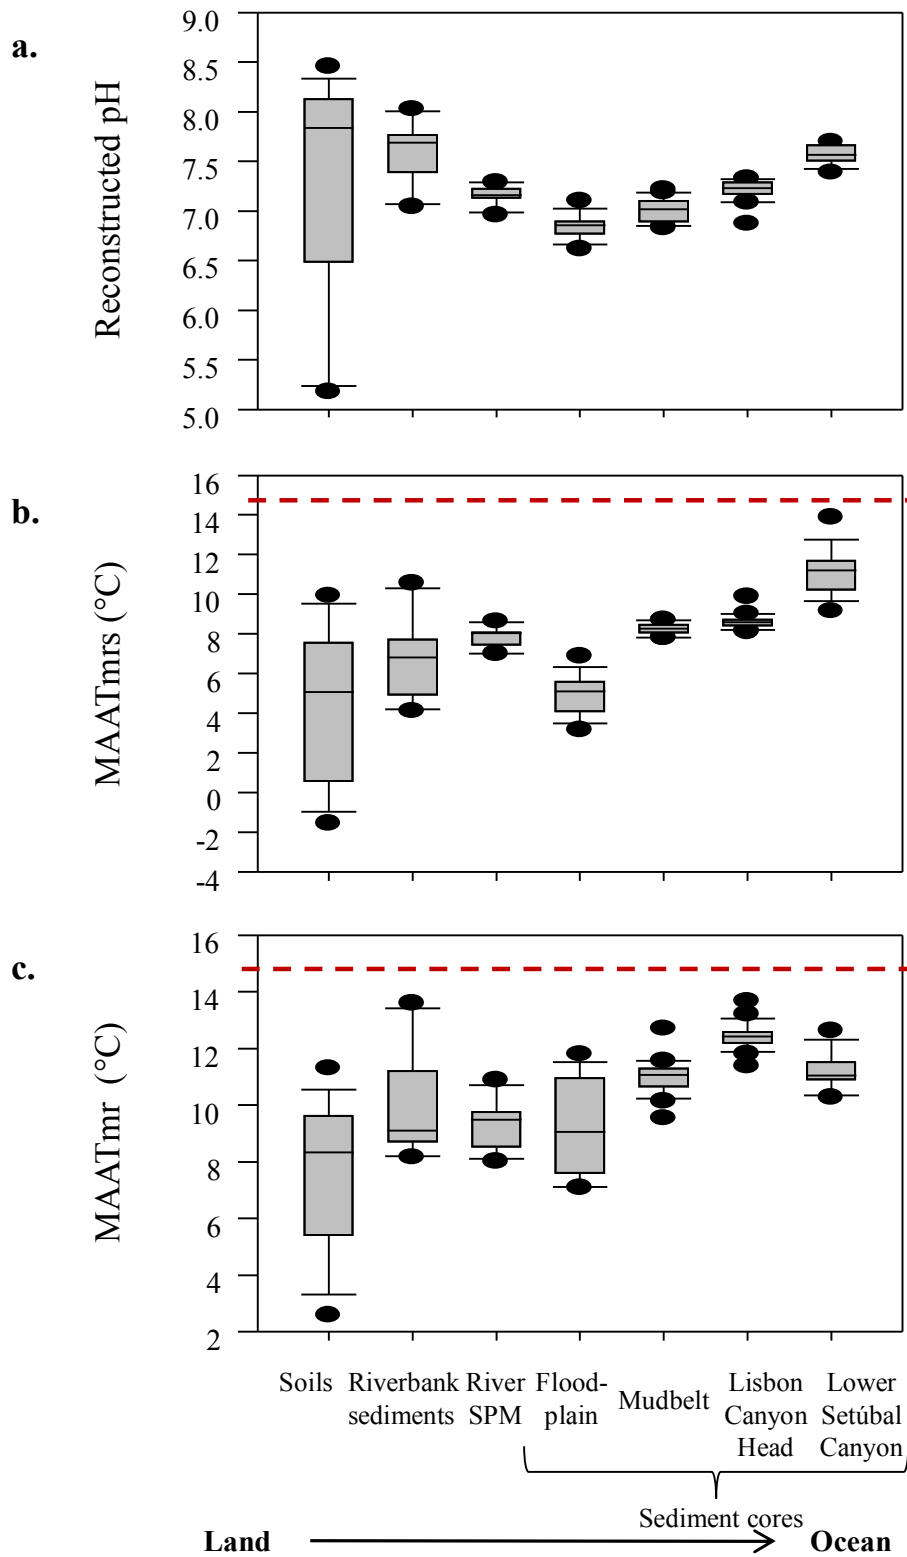 a.
Reconstructed pH
9.0
8.5
8.0
7.5
7.0
6.5
6.0
5.5
5.0
b.
MAATmrs (°C)
16
14
12
10
8
6
4
2
0
-2
-4
c.
MAATmr (°C)
16
14
12
10
8
6
4
2
Soils
Riverbank
sediments
River
SPM
Flood-
plain
Mudbelt
Lisbon
Canyon
Head
Lower
Setúbal
Canyon
Sediment cores
Land
Ocean